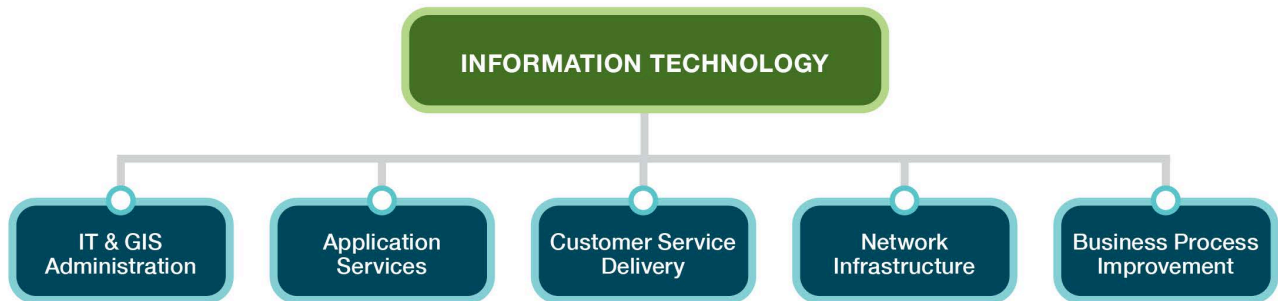 INFORMATION TECHNOLOGY
IT & GIS
Administration
Application
Services
Customer Service
Delivery
Network
Infrastructure
Business Process
Improvement